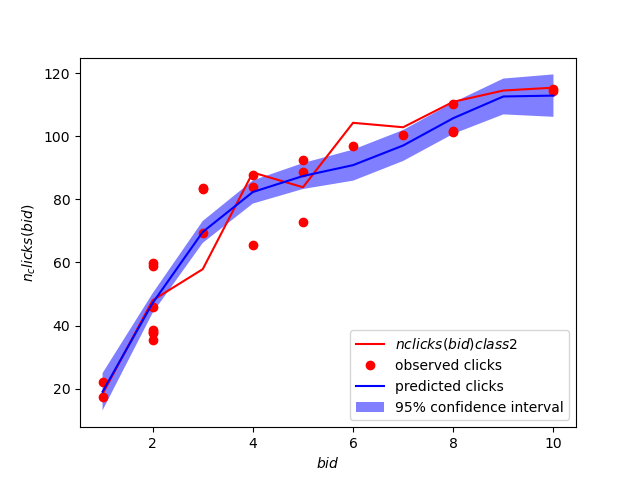 120
100
80
60
40
20
n_clicks(bid)
2
4
6
8
10
bid
nclicks(bid)class2
observed clicks
predicted clicks
95% confidence interval